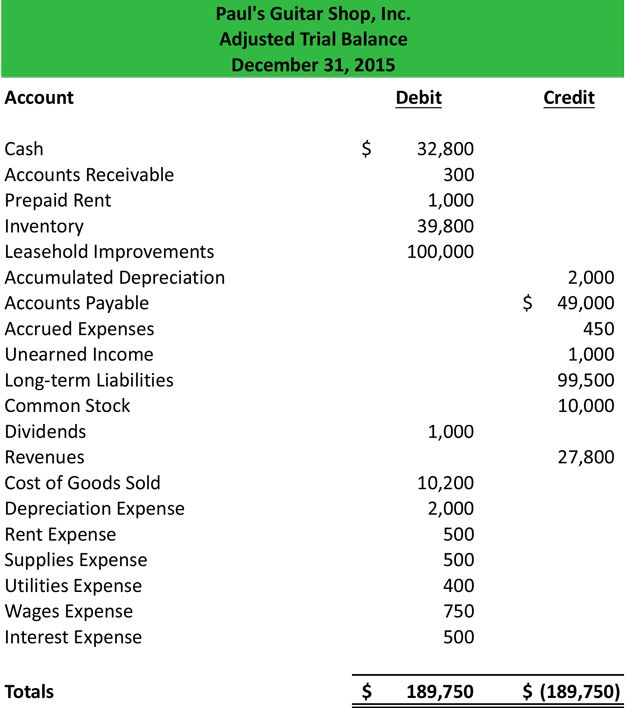 Paul's Guitar Shop, Inc.
Adjusted Trial Balance
December 31, 2015
Account Debit Credit
Cash $ 32,800
Accounts Receivable 300
Prepaid Rent 1,000
Inventory 39,800
Leasehold Improvements 100,000
Accumulated Depreciation 2,000
Accounts Payable $ 49,000
Accrued Expenses 450
Unearned Income 1,000
Long-term Liabilities 99,500
Common Stock 10,000
Dividends 1,000
Revenues 27,800
Cost of Goods Sold 10,200
Depreciation Expense 2,000
Rent Expense 500
Supplies Expense 500
Utilities Expense 400
Wages Expense 750
Interest Expense 500
Totals $ 189,750 $ (189,750)